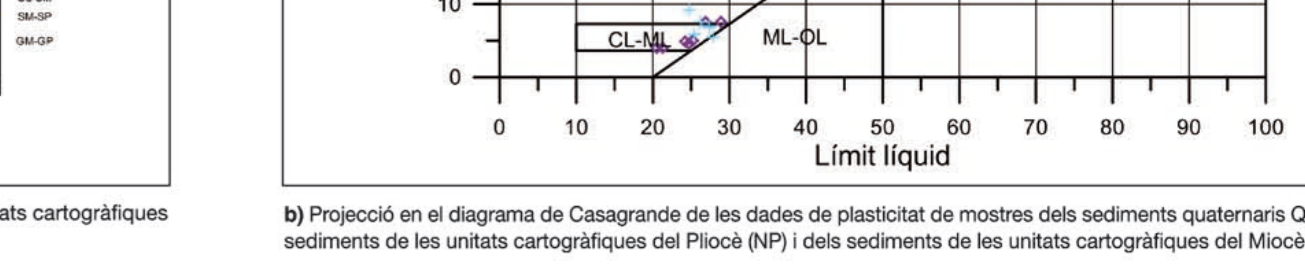 SM-SP
GM-GP
10
CL-ML
ML-OL
0
0 10 20 30 40 50 60 70 80 90 100
Límit líquid
ats cartogràfiques
b) Projecció en el diagrama de Casagrande de les dades de plasticitat de mostres dels sediments quaternaris Q
sediments de les unitats cartogràfiques del Pliocè (NP) i dels sediments de les unitats cartogràfiques del Miocè